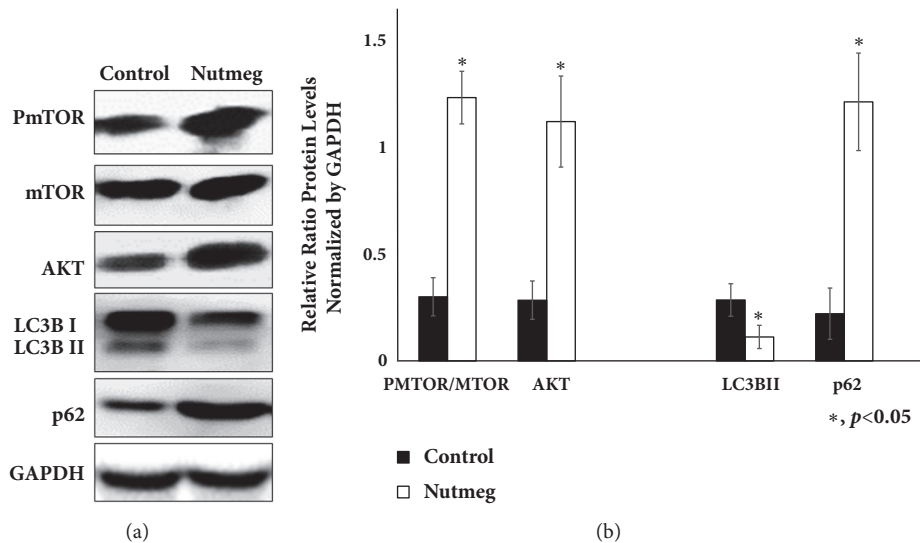 Control Nutmeg
PmTOR
mTOR
AKT
LC3B I
LC3B II
p62
GAPDH
(a)
Relative Ratio Protein Levels
Normalized by GAPDH
1.5
1
0.5
0
* * * *
PMTOR/MTOR AKT LC3BII p62
*, p<0.05
Control
Nutmeg
(b)